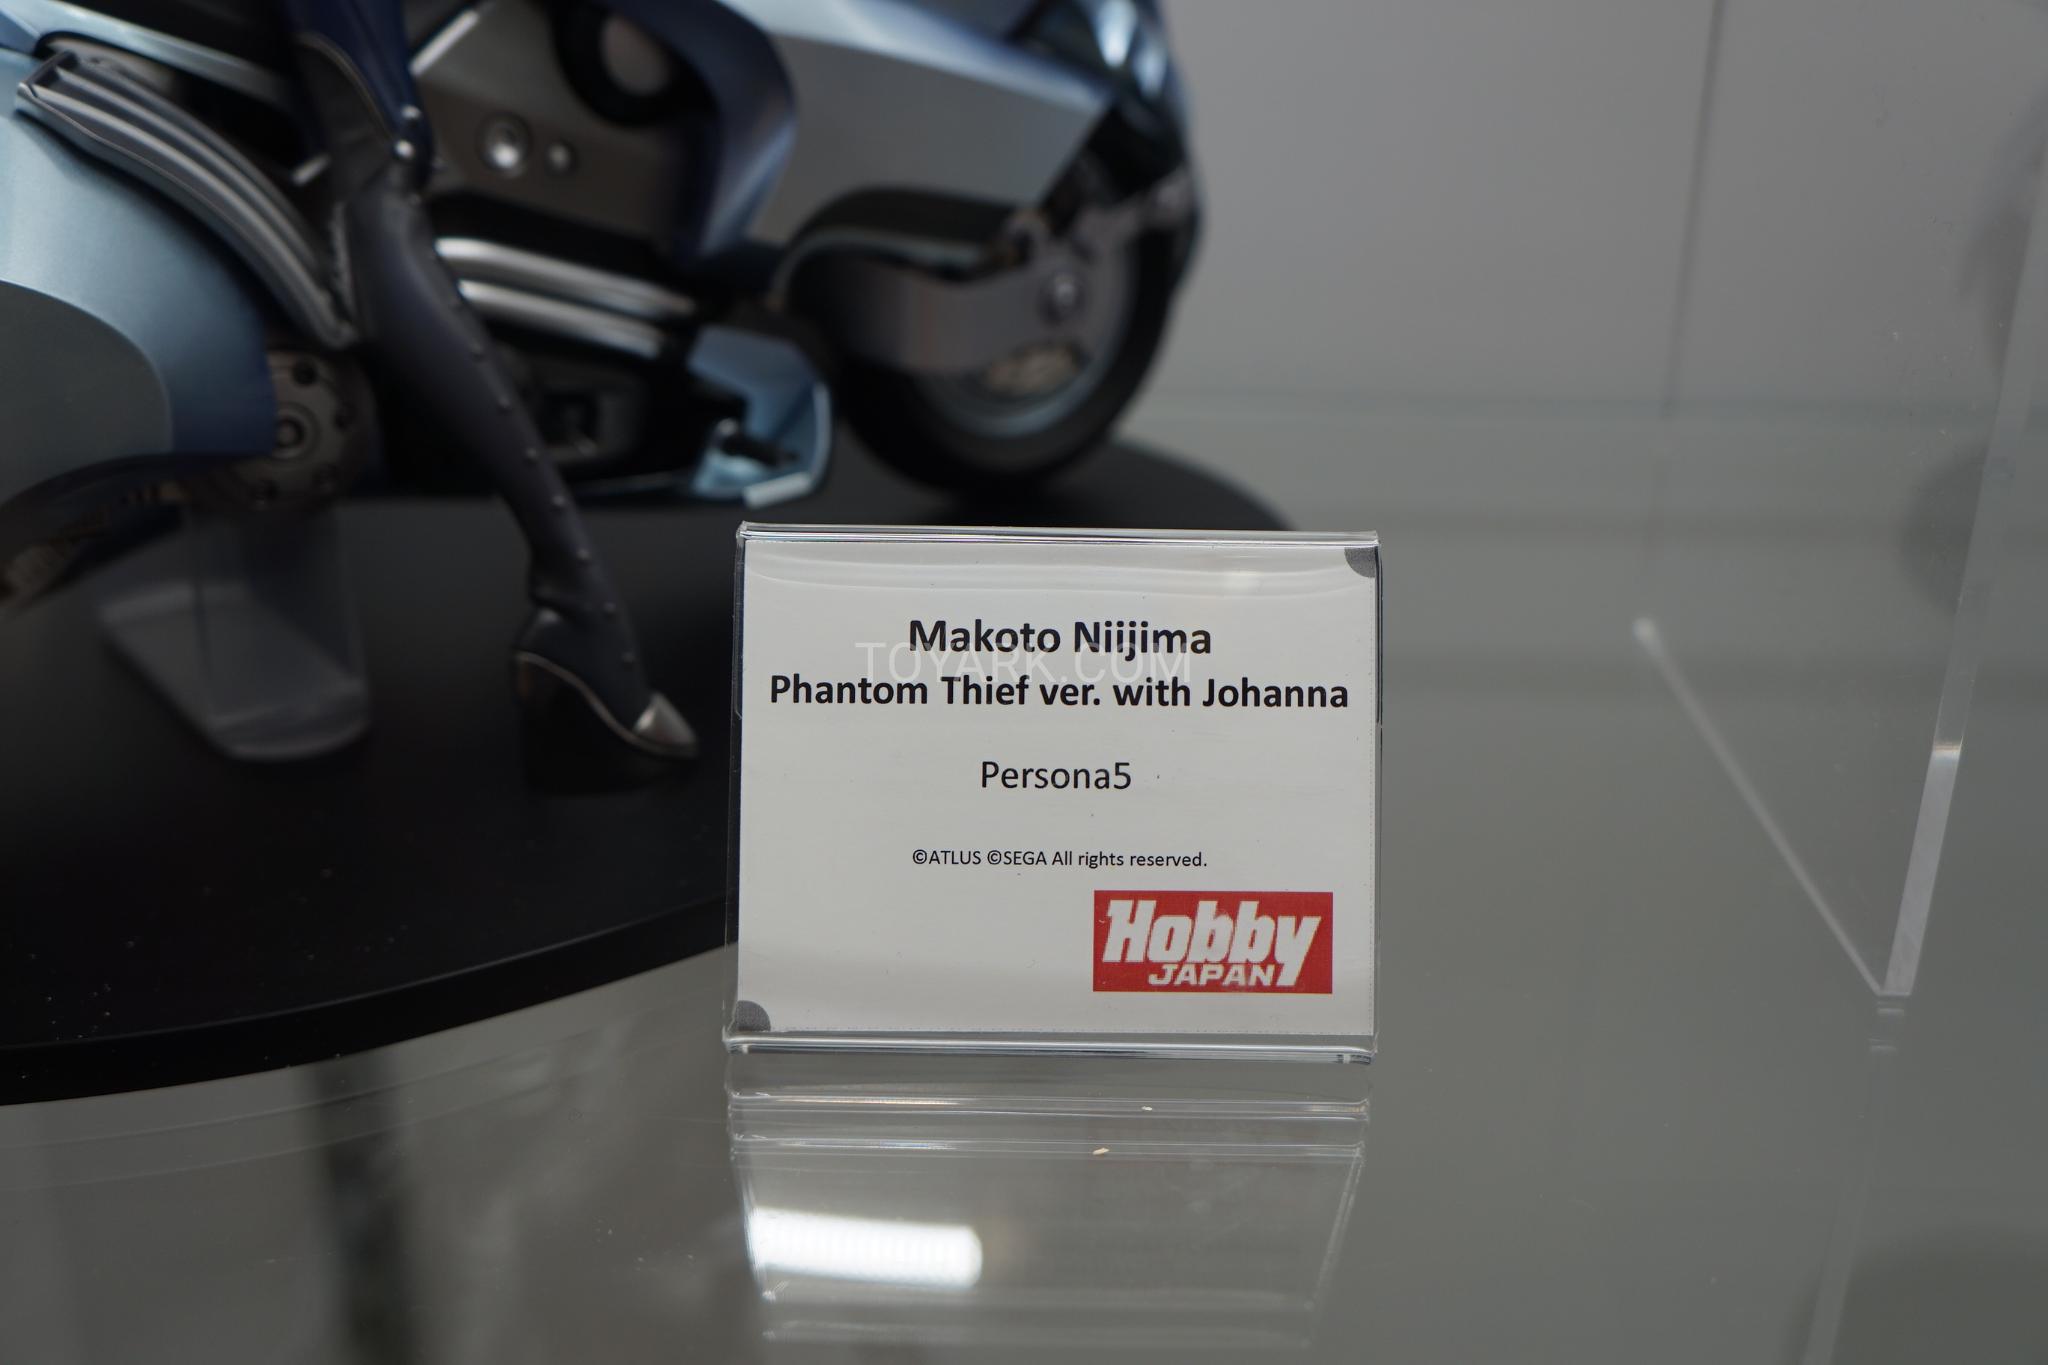 Makoto Niijima
TOYARK.COM
Phantom Thief ver. with Johanna
Persona5
©ATLUS ©SEGA All rights reserved.
Hobby
JAPAN